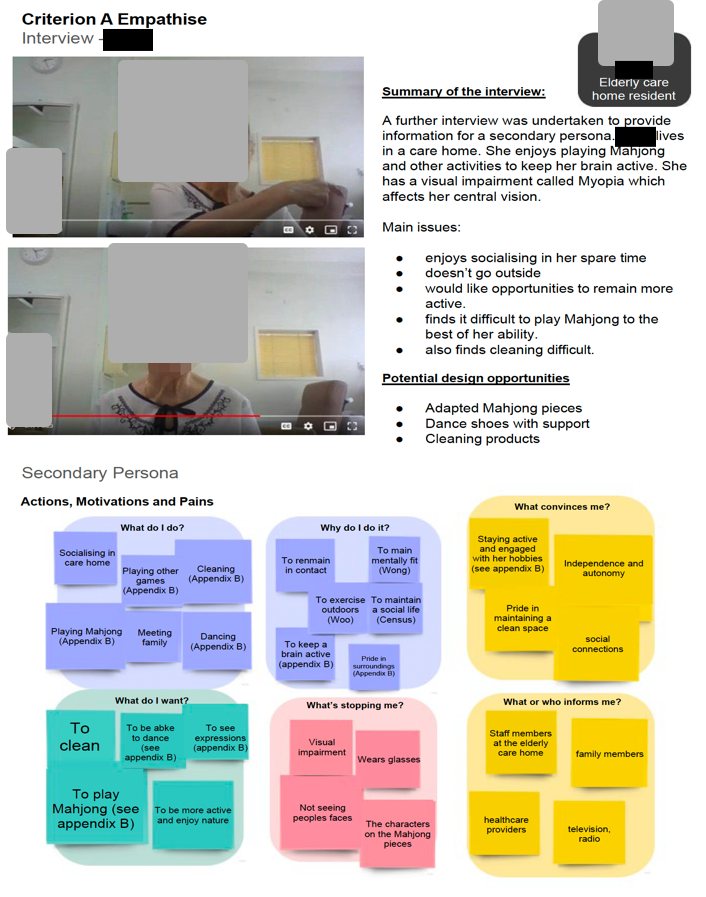 Criterion A Empathise
Interview -
Elderly care
home resident
Summary of the interview:
A further interview was undertaken to provide
information for a secondary persona. lives
in a care home. She enjoys playing Mahjong
and other activities to keep her brain active. She
has a visual impairment called Myopia which
affects her central vision.
Main issues:
● enjoys socialising in her spare time
● doesn't go outside
● would like opportunities to remain more
active.
● finds it difficult to play Mahjong to the
best of her ability.
● also finds cleaning difficult.
Potential design opportunities
● Adapted Mahjong pieces
● Dance shoes with support
● Cleaning products
Secondary Persona
Actions, Motivations and Pains
What do I do?
Socialising in
care home
Playing other
games
(Appendix B)
Cleaning
(Appendix B)
Playing Mahjong
(Appendix B)
Meeting
family
Dancing
(Appendix B)
Why do I do it?
To renmain
in contact
To main
mentally fit
(Wong)
To exercise
outdoors
(Woo)
To maintain
a social life
(Census)
To keep a
brain active
(appendix B)
Pride in
surroundings
(Appendix B)
What convinces me?
Staying active
and engaged
with her hobbies
(see appendix B)
Independence and
autonomy
Pride in
maintaining a
clean space
social
connections
What do I want?
To
clean
To be abke
to dance
(see
appendix B)
To see
expressions
(appendix B)
To play
Mahjong (see
appendix B)
To be more active
and enjoy nature
What's stopping me?
Visual
impairment
Wears glasses
Not seeing
peoples faces
The characters
on the Mahjong
pieces
What or who informs me?
Staff members
at the elderly
care home
family members
healthcare
providers
television,
radio